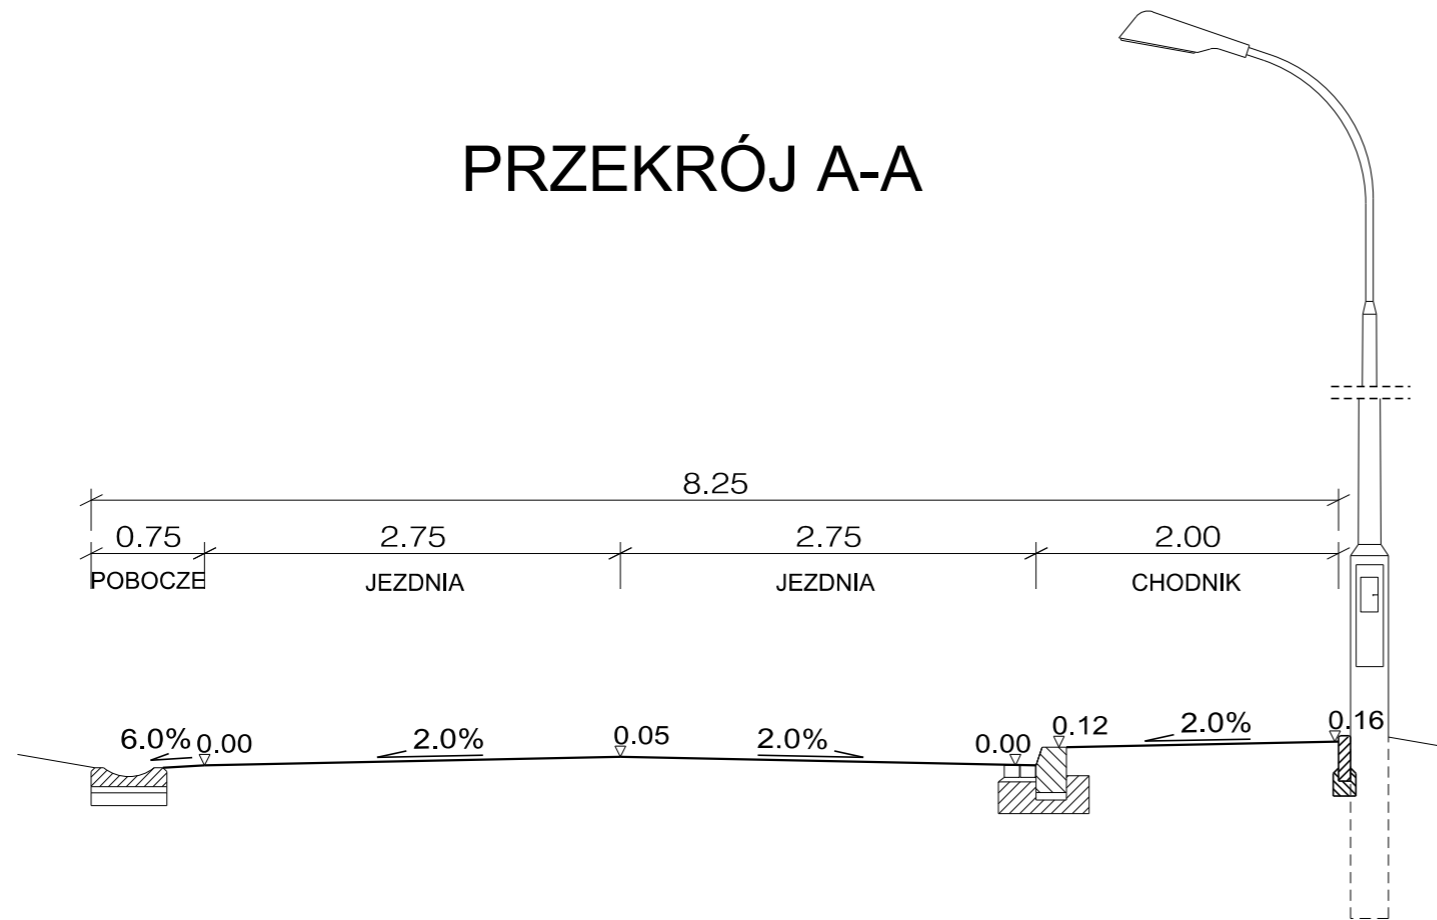 PRZEKRÓJ A-A
8.25
0.75 2.75 2.75 2.00
POBOCZE JEZDNIA JEZDNIA CHODNIK
6.0% 0.00 2.0% 0.05 2.0% 0.00 0.12 2.0% 0.16